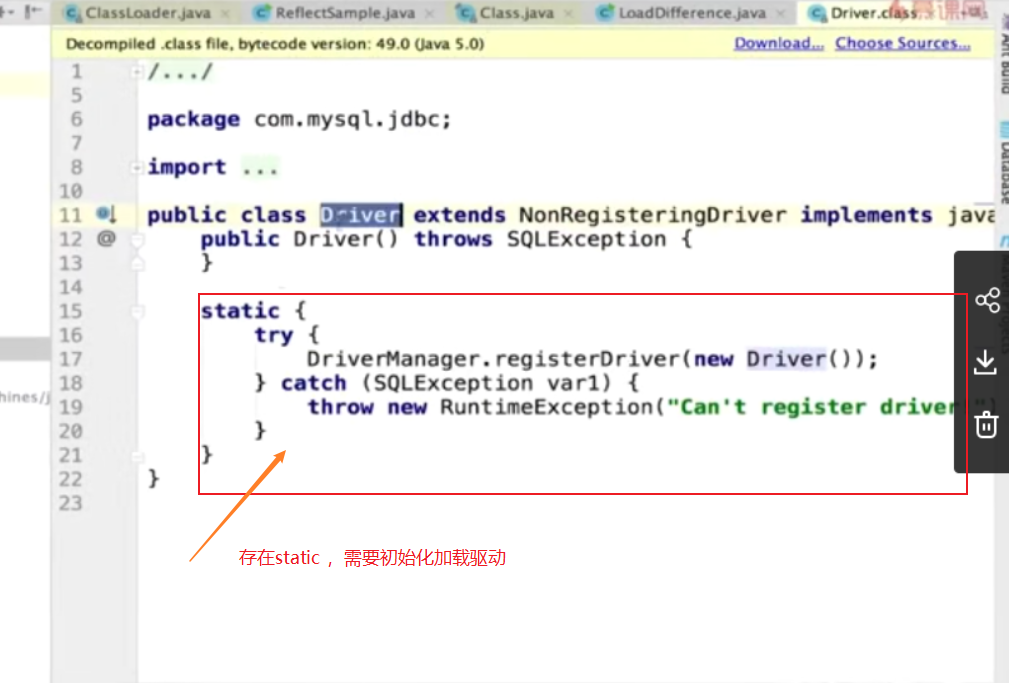 ClassLoader.java ReflectSample.java Class.java LoadDifference.java Driver.class
Decompiled .class file, bytecode version: 49.0 (Java 5.0) Download... Choose Sources...
1 /.../
5
6 package com.mysql.jdbc;
7
8 import ...
10
11 public class Driver extends NonRegisteringDriver implements java
12 @ public Driver() throws SQLException {
13 }
14
15 static {
16 try {
17 DriverManager.registerDriver(new Driver());
18 } catch (SQLException var1) {
19 throw new RuntimeException("Can't register driver
20 }
21 }
22 }
23
hines/j
存在static ，需要初始化加载驱动
Ant Build
Database